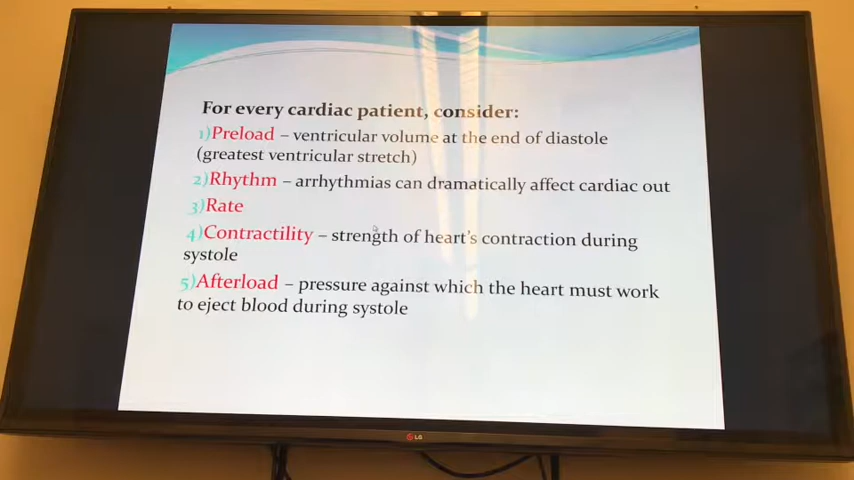 For every cardiac patient, consider:
1)Preload – ventricular volume at the end of diastole
(greatest ventricular stretch)
2)Rhythm – arrhythmias can dramatically affect cardiac out
3)Rate
4)Contractility – strength of heart's contraction during
systole
5)Afterload – pressure against which the heart must work
to eject blood during systole
LG